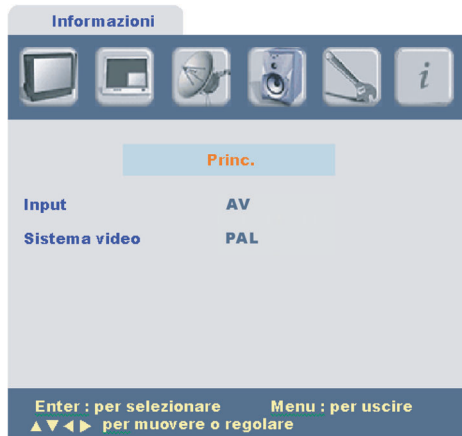 Informazioni
i
Princ.
Input AV
Sistema video PAL
Enter : per selezionare Menu : per uscire
▲▼◄► per muovere o regolare